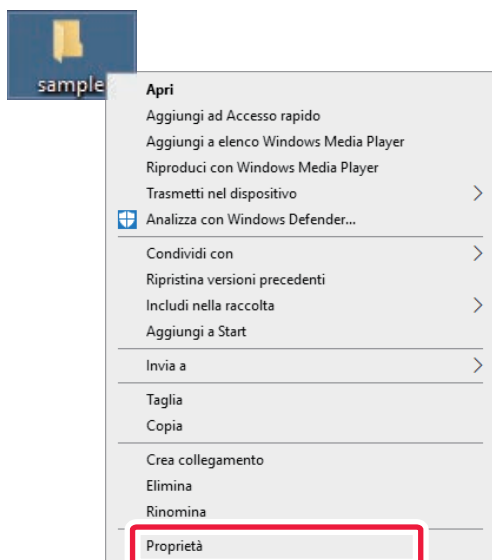 sample
Apri
Aggiungi ad Accesso rapido
Aggiungi a elenco Windows Media Player
Riproduci con Windows Media Player
Trasmetti nel dispositivo
Analizza con Windows Defender...
Condividi con
Ripristina versioni precedenti
Includi nella raccolta
Aggiungi a Start
Invia a
Taglia
Copia
Crea collegamento
Elimina
Rinomina
Proprietà